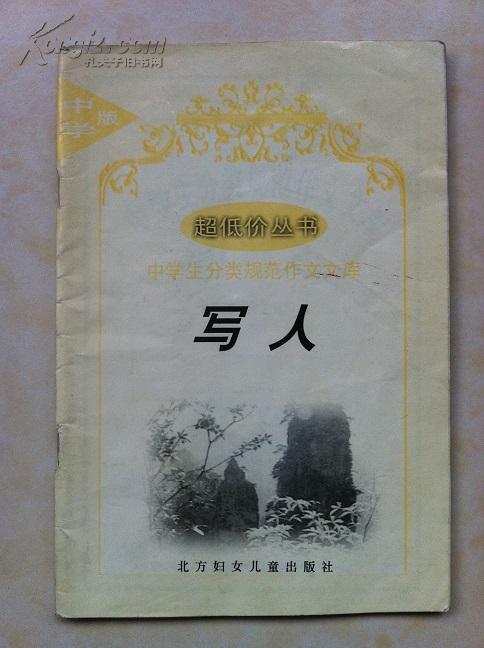 Kongfz.com
孔夫子旧书网
中学版
超低价丛书
中学生分类规范作文文库
写人
北方妇女儿童出版社